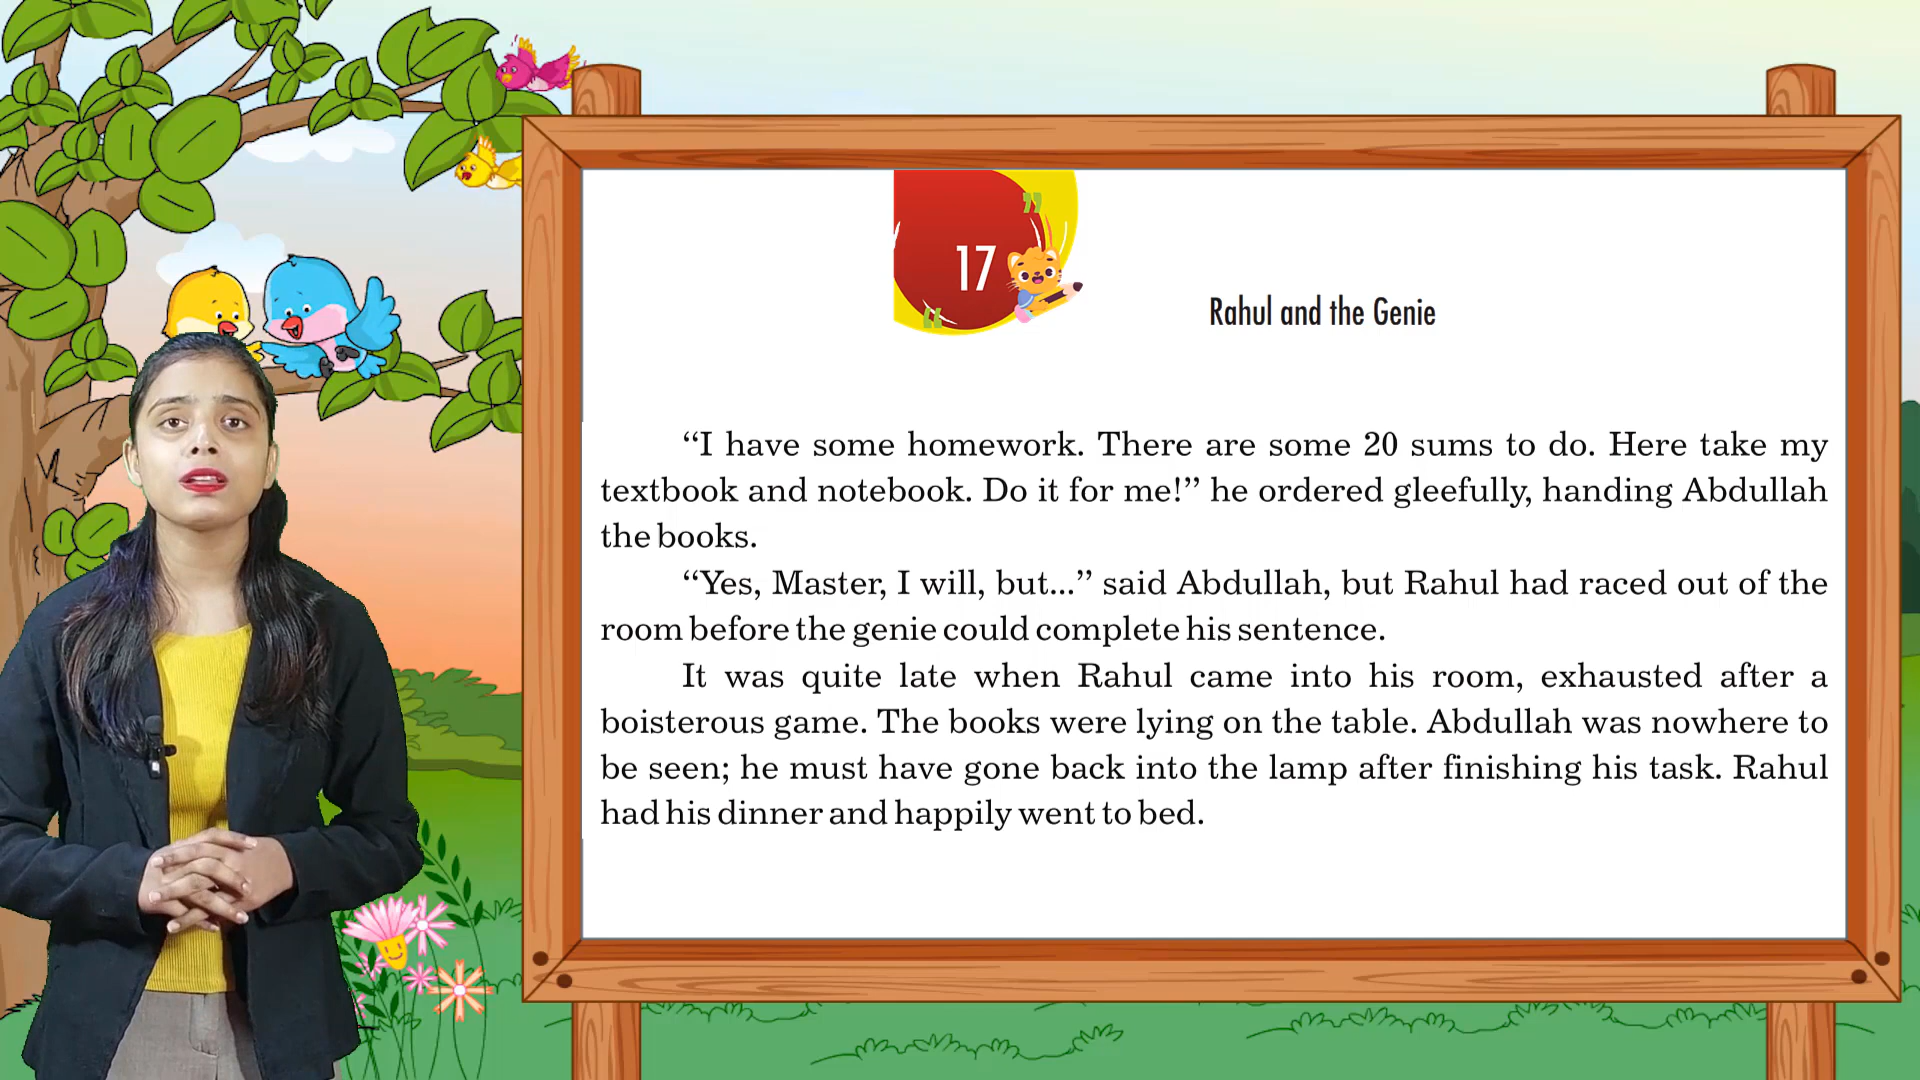 17
Rahul and the Genie
“I have some homework. There are some 20 sums to do. Here take my
textbook and notebook. Do it for me!” he ordered gleefully, handing Abdullah
the books.
“Yes, Master, I will, but...” said Abdullah, but Rahul had raced out of the
room before the genie could complete his sentence.
It was quite late when Rahul came into his room, exhausted after a
boisterous game. The books were lying on the table. Abdullah was nowhere to
be seen; he must have gone back into the lamp after finishing his task. Rahul
had his dinner and happily went to bed.